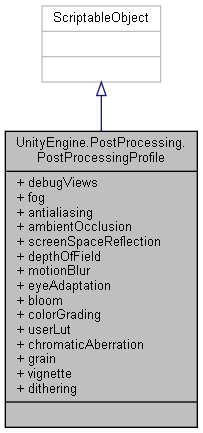 ScriptableObject
UnityEngine.PostProcessing.
PostProcessingProfile
+ debugViews
+ fog
+ antialiasing
+ ambientOcclusion
+ screenSpaceReflection
+ depthOfField
+ motionBlur
+ eyeAdaptation
+ bloom
+ colorGrading
+ userLut
+ chromaticAberration
+ grain
+ vignette
+ dithering